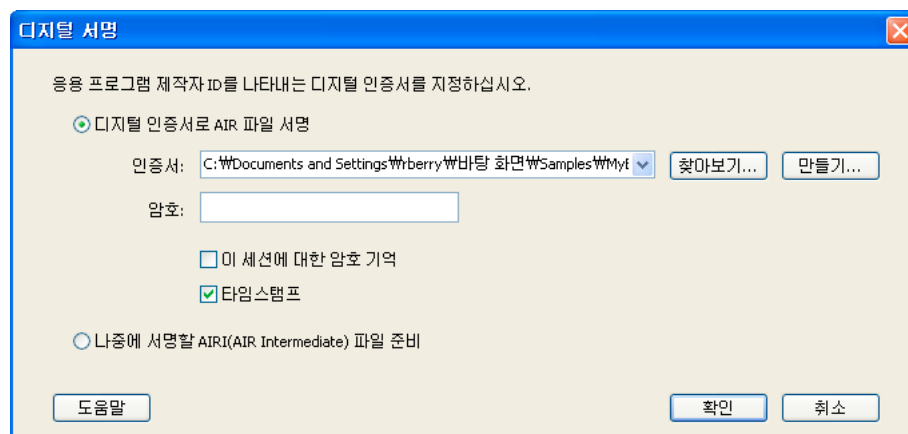 디지털 서명
응용 프로그램 제작자 ID를 나타내는 디지털 인증서를 지정하십시오.
디지털 인증서로 AIR 파일 서명
인증서: C:₩Documents and Settings₩rberry₩바탕 화면₩Samples₩MyE 찾아보기... 만들기...
암호:
이 세션에 대한 암호 기억
타임스탬프
나중에 서명할 AIRI(AIR Intermediate) 파일 준비
도움말 확인 취소